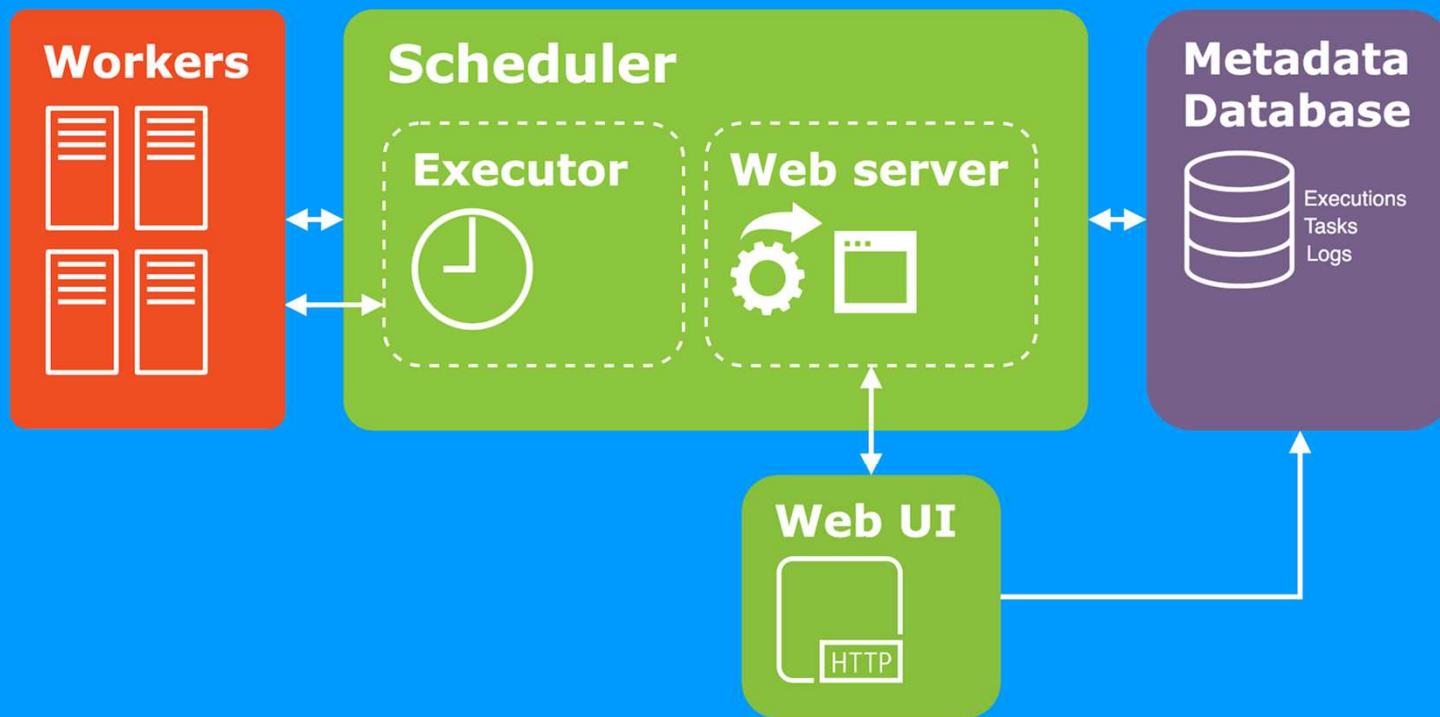 Workers
Scheduler
Executor
Web server
Metadata
Database
Executions
Tasks
Logs
Web UI
HTTP